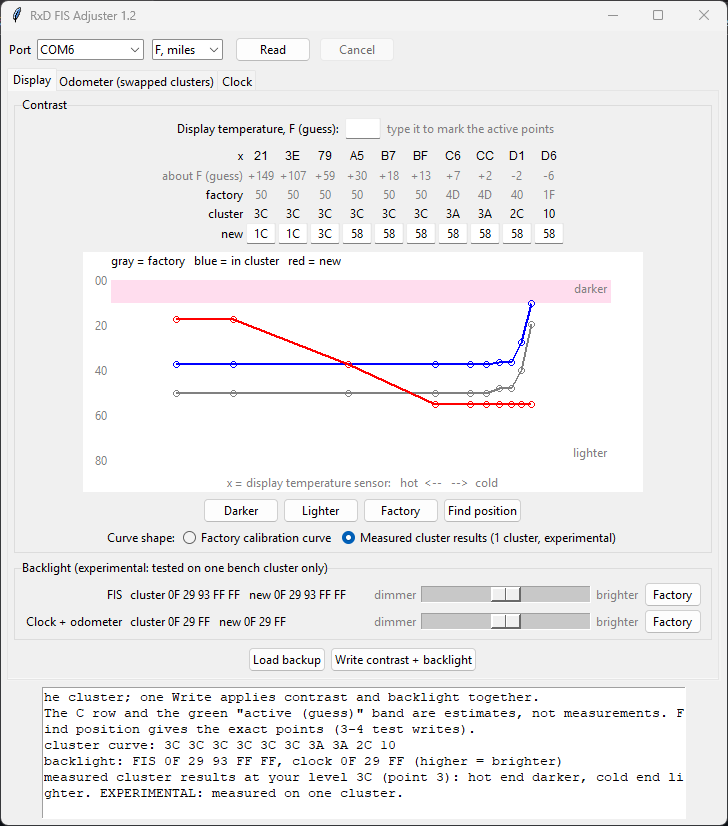 RxD FIS Adjuster 1.2
Port COM6 F, miles Read Cancel
Display Odometer (swapped clusters) Clock
Contrast
Display temperature, F (guess): type it to mark the active points
x 21 3E 79 A5 B7 BF C6 CC D1 D6
about F (guess) +149 +107 +59 +30 +18 +13 +7 +2 -2 -6
factory 50 50 50 50 50 50 4D 4D 40 1F
cluster 3C 3C 3C 3C 3C 3C 3A 3A 2C 10
new 1C 1C 3C 58 58 58 58 58 58 58
gray = factory blue = in cluster red = new
00 darker
20
40
60
lighter
80
x = display temperature sensor: hot <-- --> cold
Darker Lighter Factory Find position
Curve shape: Factory calibration curve Measured cluster results (1 cluster, experimental)
Backlight (experimental: tested on one bench cluster only)
FIS cluster 0F 29 93 FF FF new 0F 29 93 FF FF dimmer brighter Factory
Clock + odometer cluster 0F 29 FF new 0F 29 FF dimmer brighter Factory
Load backup Write contrast + backlight
he cluster; one Write applies contrast and backlight together.
The C row and the green "active (guess)" band are estimates, not measurements. F
ind position gives the exact points (3-4 test writes).
cluster curve: 3C 3C 3C 3C 3C 3C 3A 3A 2C 10
backlight: FIS 0F 29 93 FF FF, clock 0F 29 FF (higher = brighter)
measured cluster results at your level 3C (point 3): hot end darker, cold end li
ghter. EXPERIMENTAL: measured on one cluster.